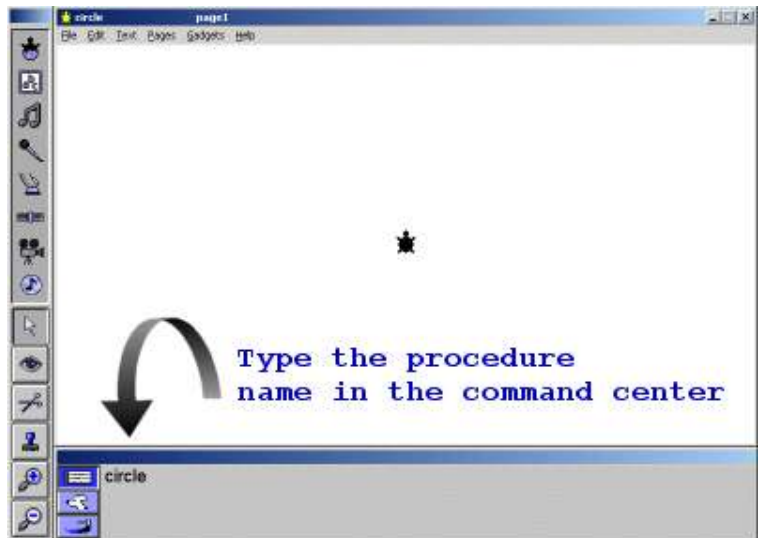 circle page1
File Edit Text Pages Gadgets Help
Type the procedure
name in the command center
circle